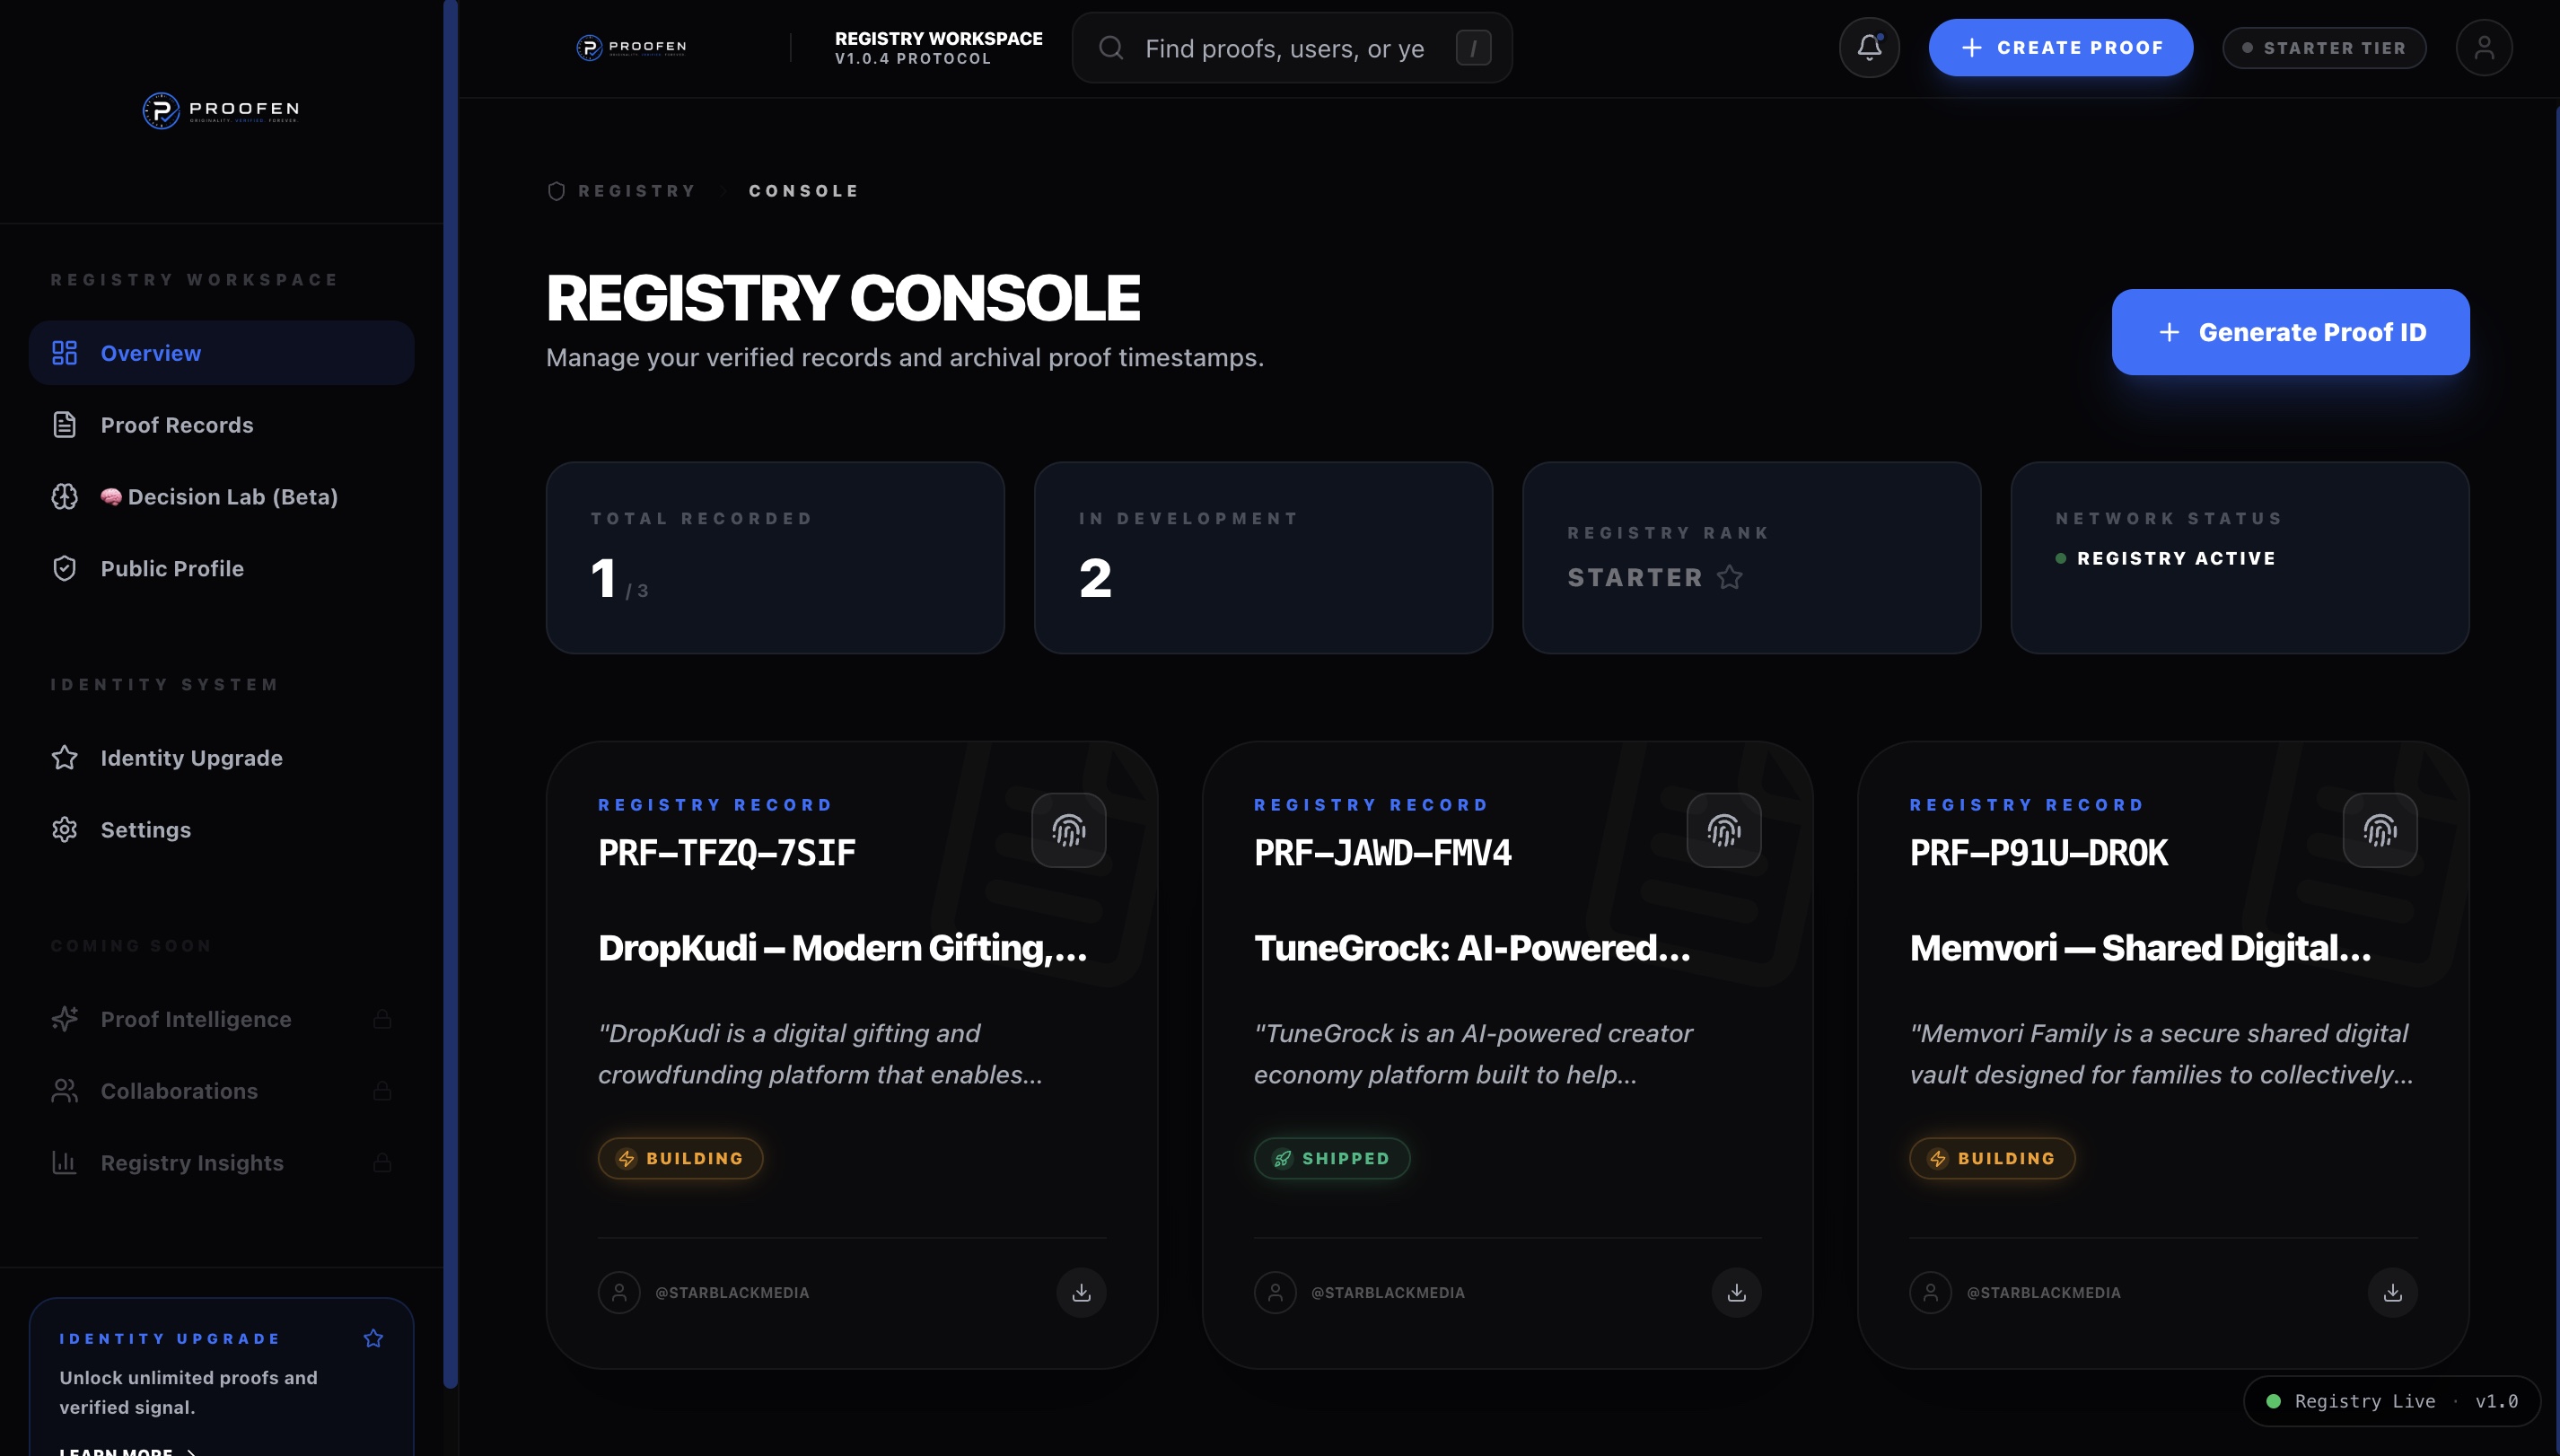 PROOFEN
ORIGINALITY. VERIFIED. FOREVER.
REGISTRY WORKSPACE
Overview
Proof Records
🧠 Decision Lab (Beta)
Public Profile
IDENTITY SYSTEM
Identity Upgrade
Settings
COMING SOON
Proof Intelligence
Collaborations
Registry Insights
IDENTITY UPGRADE
Unlock unlimited proofs and
verified signal.
LEARN MORE
PROOFEN
REGISTRY WORKSPACE
V1.0.4 PROTOCOL
Find proofs, users, or ye
/
CREATE PROOF
STARTER TIER
REGISTRY
CONSOLE
REGISTRY CONSOLE
Manage your verified records and archival proof timestamps.
Generate Proof ID
TOTAL RECORDED
1 / 3
IN DEVELOPMENT
2
REGISTRY RANK
STARTER
NETWORK STATUS
REGISTRY ACTIVE
REGISTRY RECORD
PRF–TFZQ–7SIF
DropKudi – Modern Gifting,...
"DropKudi is a digital gifting and
crowdfunding platform that enables...
BUILDING
@STARBLACKMEDIA
REGISTRY RECORD
PRF–JAWD–FMV4
TuneGrock: AI-Powered...
"TuneGrock is an AI-powered creator
economy platform built to help...
SHIPPED
@STARBLACKMEDIA
REGISTRY RECORD
PRF–P91U–DROK
Memvori — Shared Digital...
"Memvori Family is a secure shared digital
vault designed for families to collectively...
BUILDING
@STARBLACKMEDIA
Registry Live · v1.0